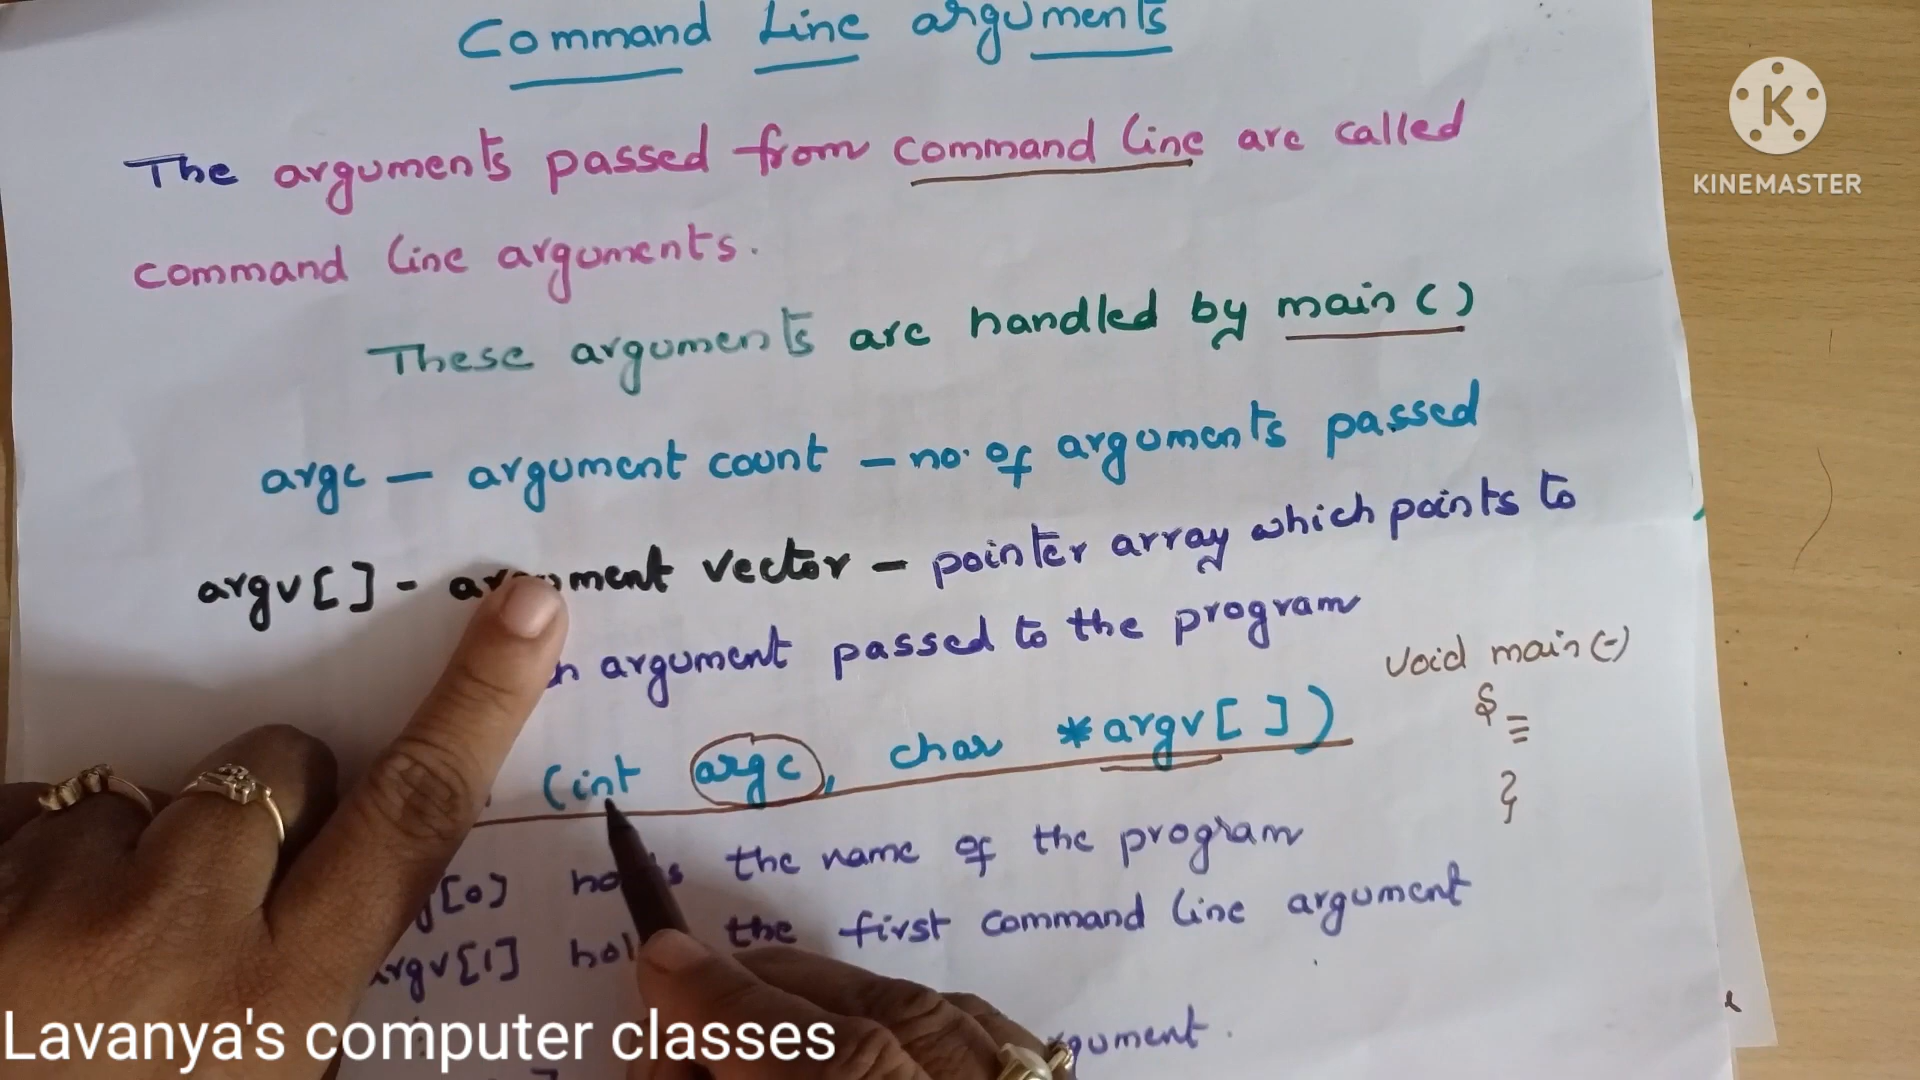 Command Line arguments
The arguments passed from command line are called
command line arguments.
These arguments are handled by main ( )
argc - argument count - no. of arguments passed
argv [ ] - vector - pointer array which points to
argument passed to the program
void main (-)
(int argc, char *argv [ ] )
}
[0] the name of the program
argv [1] the first command line argument
KINEMASTER
Lavanya's computer classes